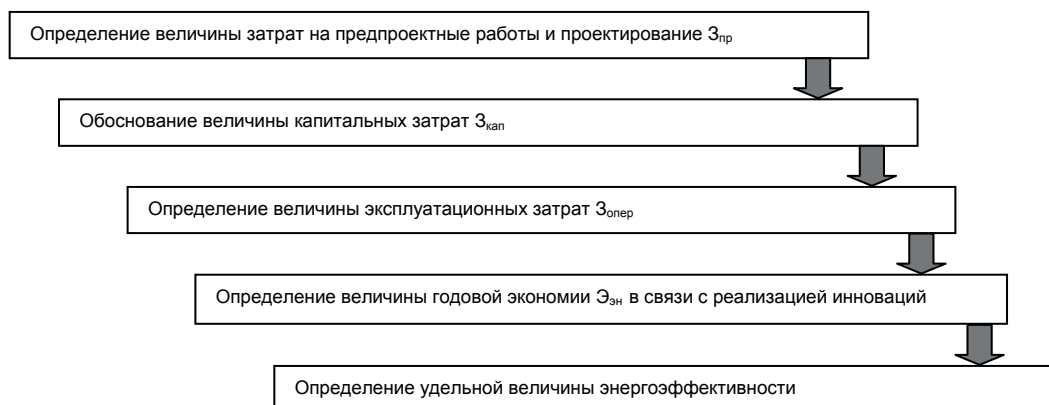 Определение величины затрат на предпроектные работы и проектирование Зпр
Обоснование величины капитальных затрат Зкап
Определение величины эксплуатационных затрат Зопер
Определение величины годовой экономии Ээн в связи с реализацией инноваций
Определение удельной величины энергоэффективности